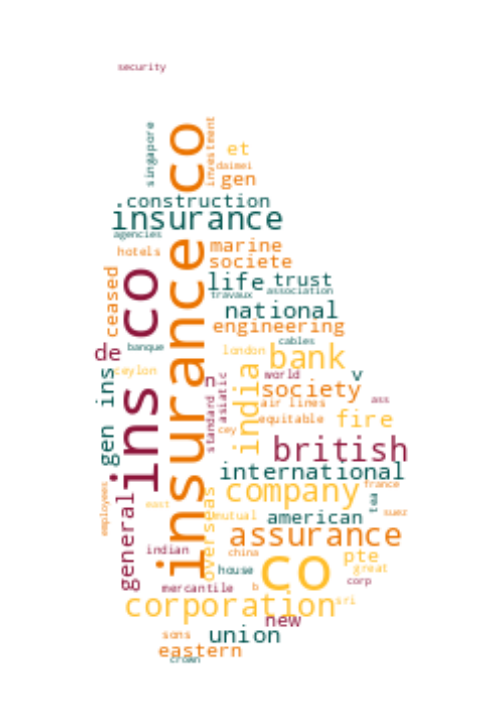 security
singapore
insurance co
investment
et
daimei
gen
.construction
insurance
agencies
hotels
marine
societe
ceased
ins co
life
trust
travaux
association
national
engineering
cables
de
banque
london
bank
ceylon
india
world
v
gen ins
standard n
asiatic
society
air lines
ass
equitable
fire
cey
british
international
employees
general
company
france
tea
east
overseas
mutual
american
suez
assurance
indian
china
house
co
pte
great
corp
mercantile
b
corporation
sri
new
sons
union
eastern
crown